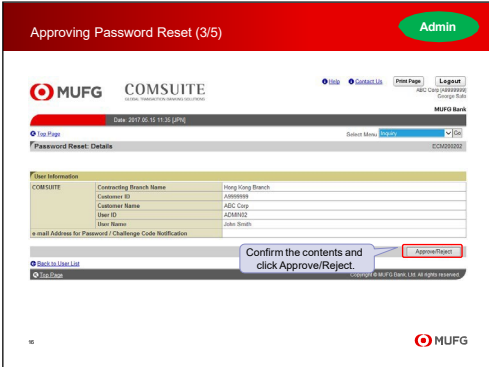 Approving Password Reset (3/5)
Admin
MUFG
COMSUITE
GLOBAL TRANSACTION BANKING SOLUTIONS
Help
Contact Us
Print Page
Logout
ABC Corp [A9999999]
MUFG Bank
Date: 2017.05.15 11:35 [JPN]
Top Page
Select Menu
Inquiry
Go
Password Reset: Details
ECM200202
User Information
COMSUITE
Contracting Branch Name
Hong Kong Branch
Customer ID
A9999999
Customer Name
ABC Corp
User ID
ADMIN02
User Name
John Smith
e-mail Address for Password / Challenge Code Notification
Confirm the contents and
click Approve/Reject.
Approve/Reject
Back to User List
Top Page
Copyright © MUFG Bank, Ltd. All rights reserved.
16
MUFG